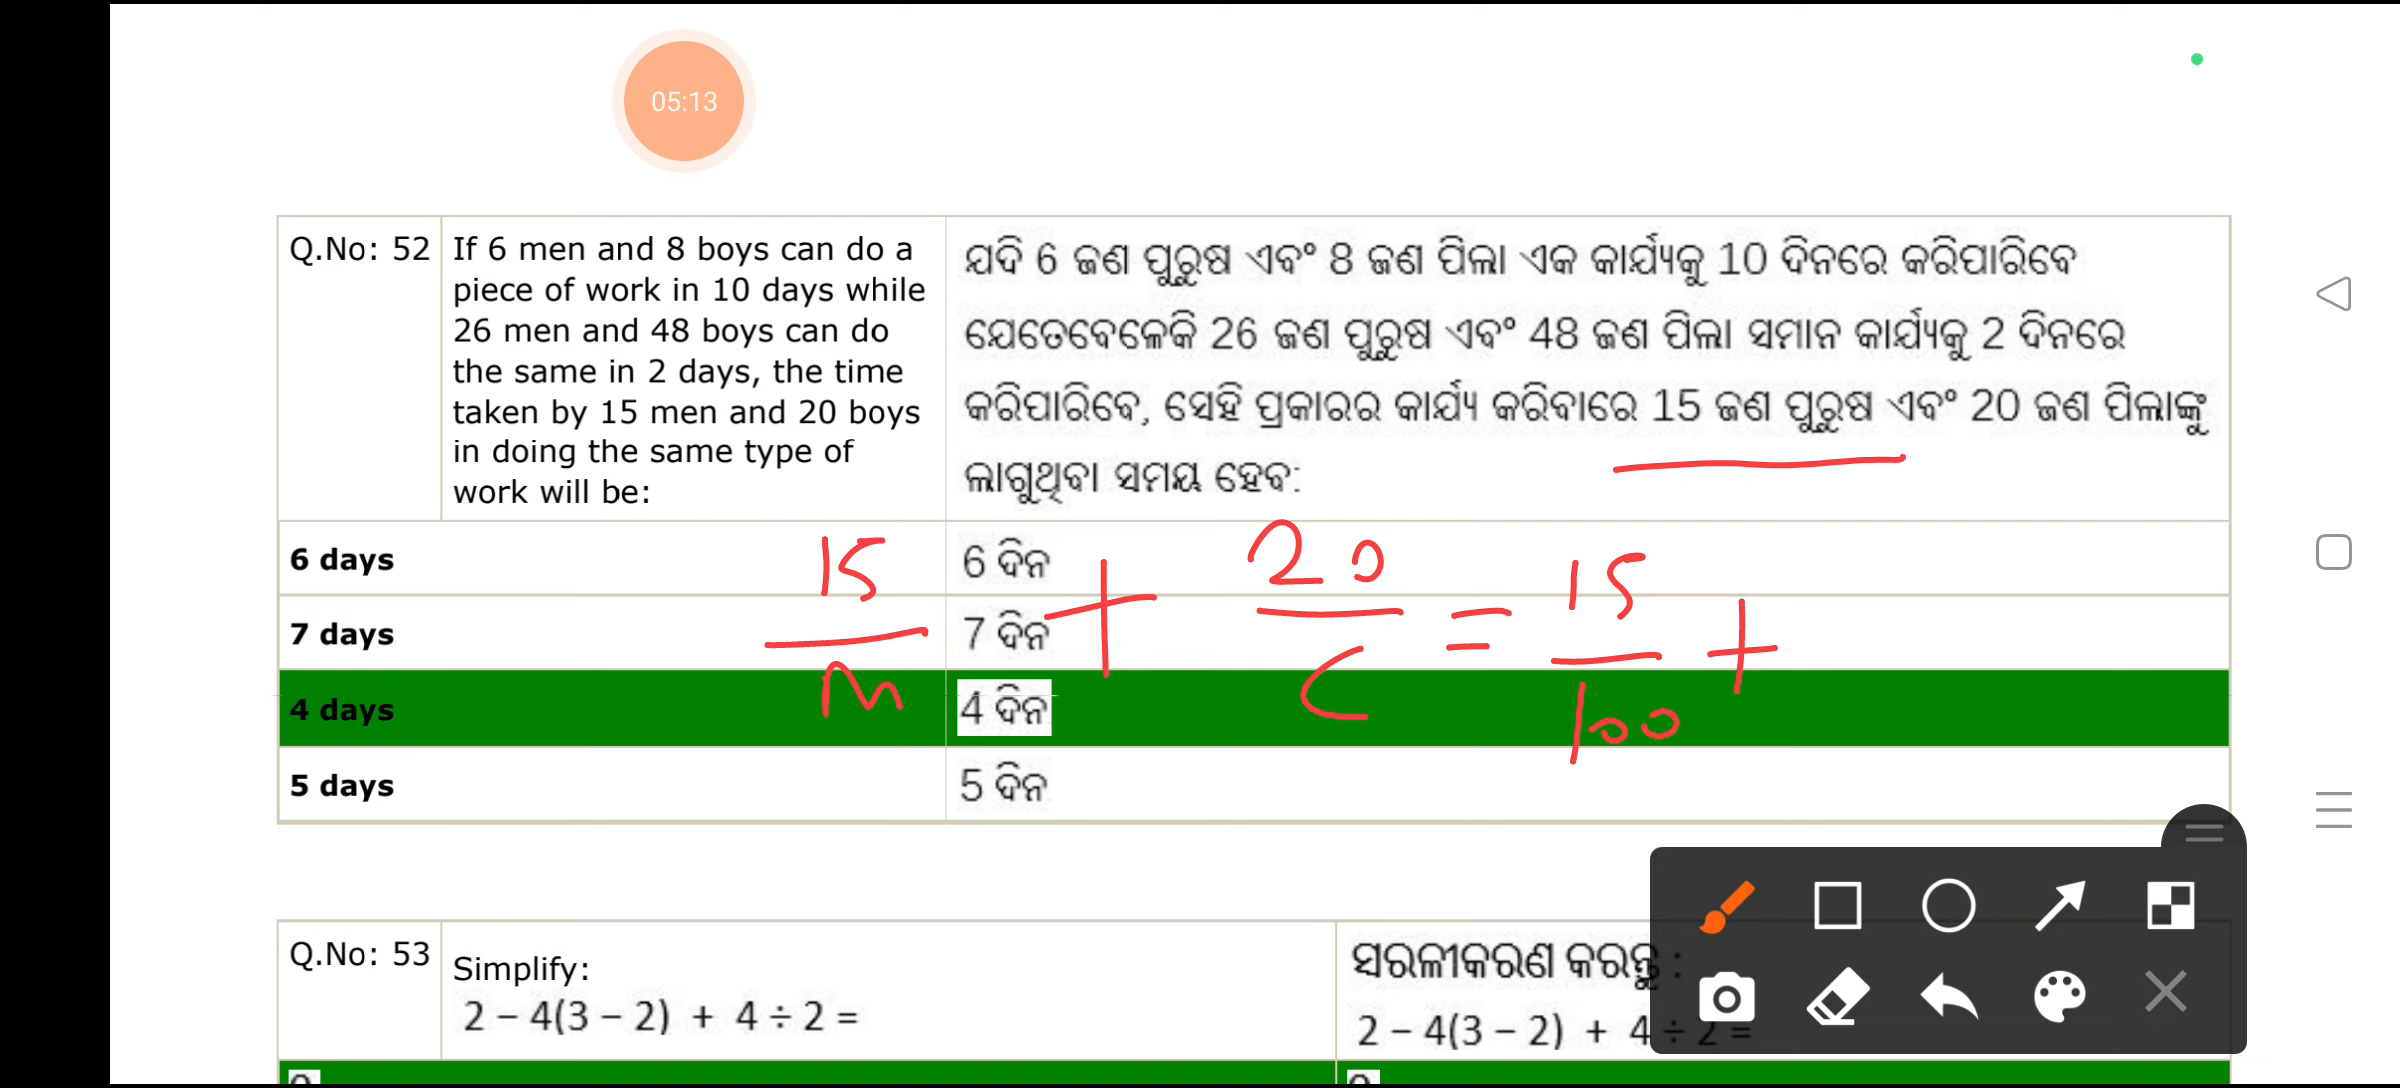 05:13
Q.No: 52
If 6 men and 8 boys can do a
piece of work in 10 days while
26 men and 48 boys can do
the same in 2 days, the time
taken by 15 men and 20 boys
in doing the same type of
work will be:
ଯଦି 6 ଜଣ ପୁରୁଷ ଏବଂ 8 ଜଣ ପିଲା ଏକ କାର୍ଯ୍ୟକୁ 10 ଦିନରେ କରିପାରିବେ
ଯେତେବେଳେକି 26 ଜଣ ପୁରୁଷ ଏବଂ 48 ଜଣ ପିଲା ସମାନ କାର୍ଯ୍ୟକୁ 2 ଦିନରେ
କରିପାରିବେ, ସେହି ପ୍ରକାରର କାର୍ଯ୍ୟ କରିବାରେ 15 ଜଣ ପୁରୁଷ ଏବଂ 20 ଜଣ ପିଲାଙ୍କୁ
ଲାଗୁଥିବା ସମୟ ହେବ:
6 days 6 ଦିନ
7 days 7 ଦିନ
4 days 4 ଦିନ
5 days 5 ଦିନ
15/m + 20/c = 15/100 +
Q.No: 53
Simplify:
2 − 4(3 − 2) + 4 ÷ 2 =
ସରଳୀକରଣ କରନ୍ତୁ :
2 − 4(3 − 2) + 4 ÷ 2 =